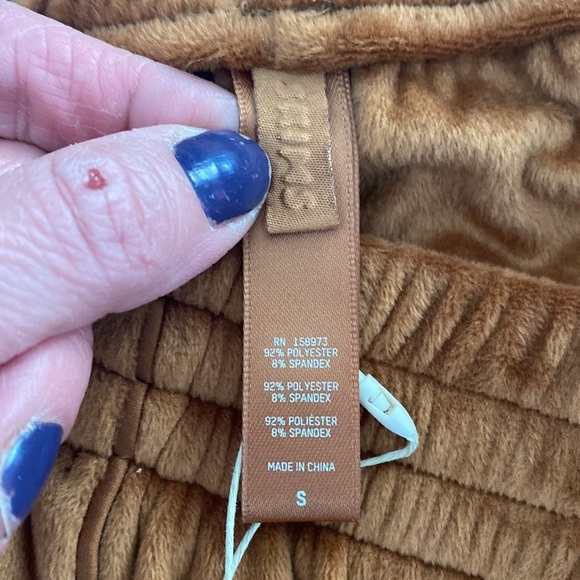 SKIMS
RN 158973
92% POLYESTER
8% SPANDEX
92% POLYESTER
8% SPANDEX
92% POLIÉSTER
8% SPANDEX
MADE IN CHINA
S